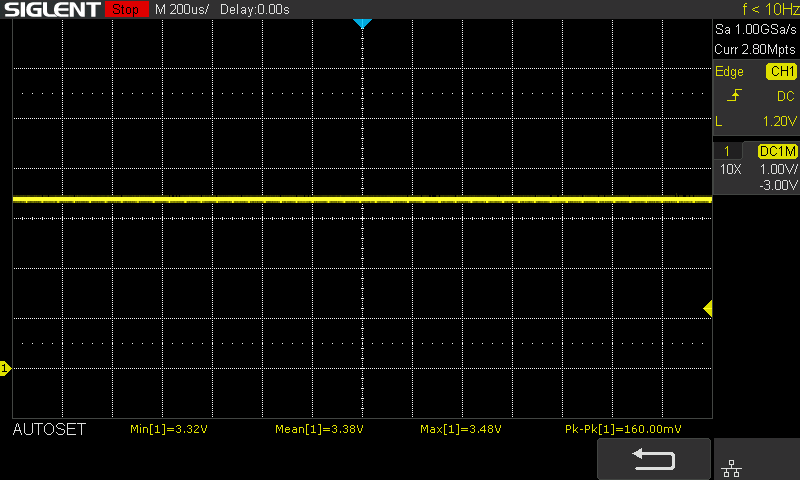 SIGLENT Stop M 200us/ Delay:0.00s f < 10Hz
Sa 1.00GSa/s
Curr 2.80Mpts
Edge CH1
DC
L 1.20V
1 DC1M
10X 1.00V/
-3.00V
1
AUTOSET Min[1]=3.32V Mean[1]=3.38V Max[1]=3.48V Pk-Pk[1]=160.00mV